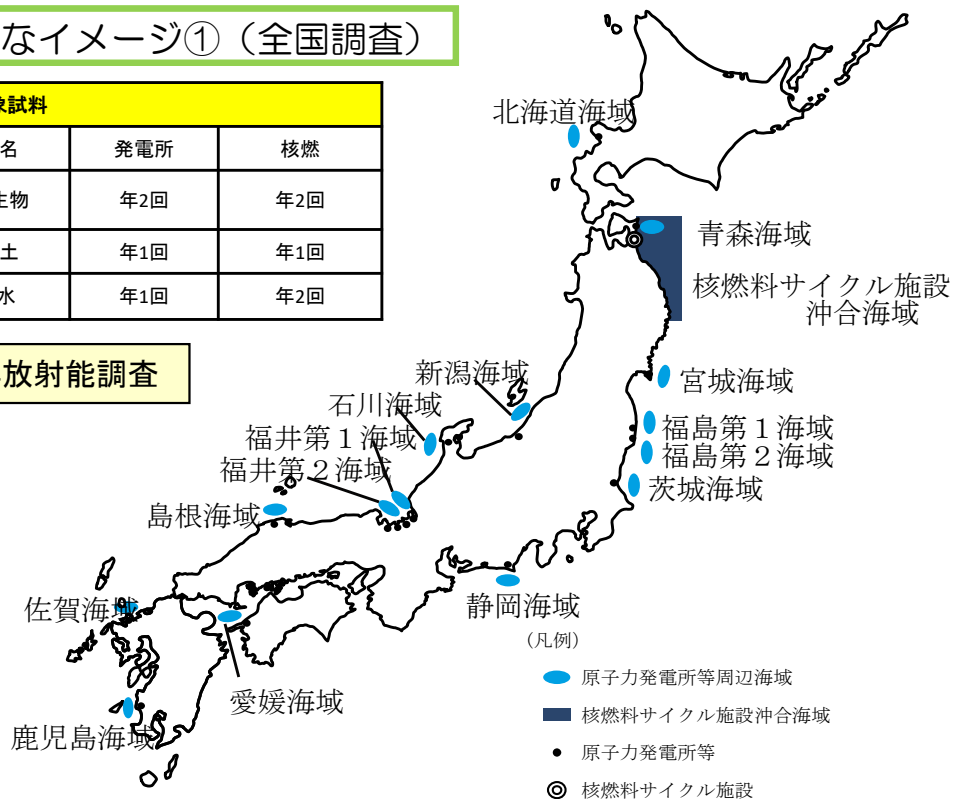 なイメージ①（全国調査）
象試料
名 発電所 核燃
生物 年2回 年2回
土 年1回 年1回
水 年1回 年2回
放射能調査
北海道海域
青森海域
核燃料サイクル施設
沖合海域
宮城海域
福島第１海域
福島第２海域
茨城海域
新潟海域
石川海域
福井第１海域
福井第２海域
島根海域
佐賀海域
愛媛海域
鹿児島海域
静岡海域
(凡例)
原子力発電所等周辺海域
核燃料サイクル施設沖合海域
原子力発電所等
核燃料サイクル施設